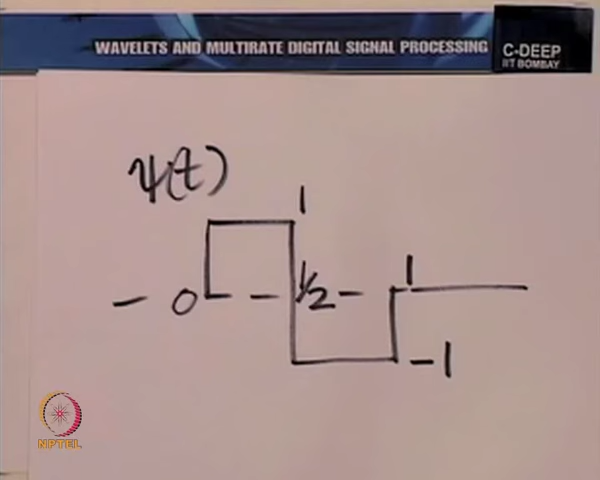 WAVELETS AND MULTIRATE DIGITAL SIGNAL PROCESSING
C-DEEP
IIT BOMBAY
ψ(t)
1
0
1/2
1
-1
NPTEL